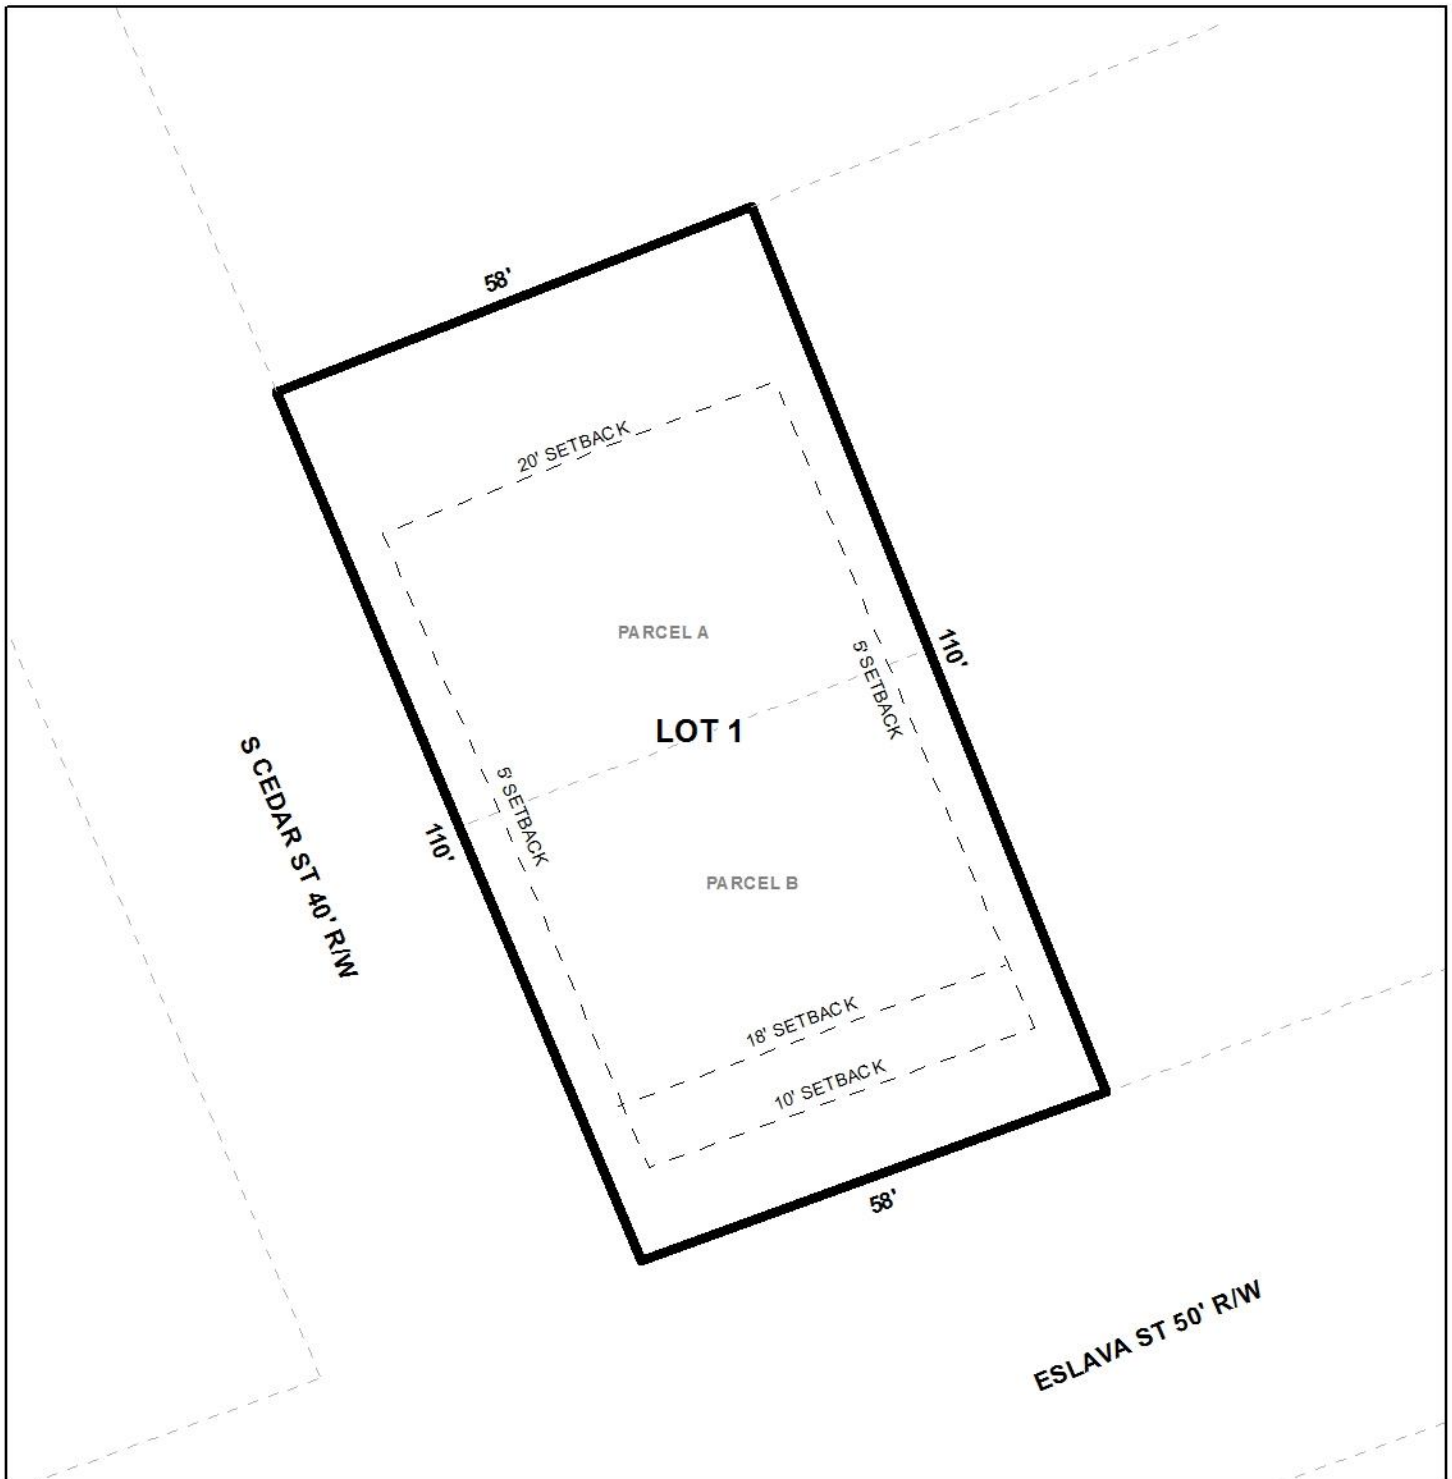 58'
20' SETBACK
PARCEL A
110'
5' SETBACK
LOT 1
S CEDAR ST 40' R/W
5' SETBACK
110'
PARCEL B
18' SETBACK
10' SETBACK
58'
ESLAVA ST 50' R/W